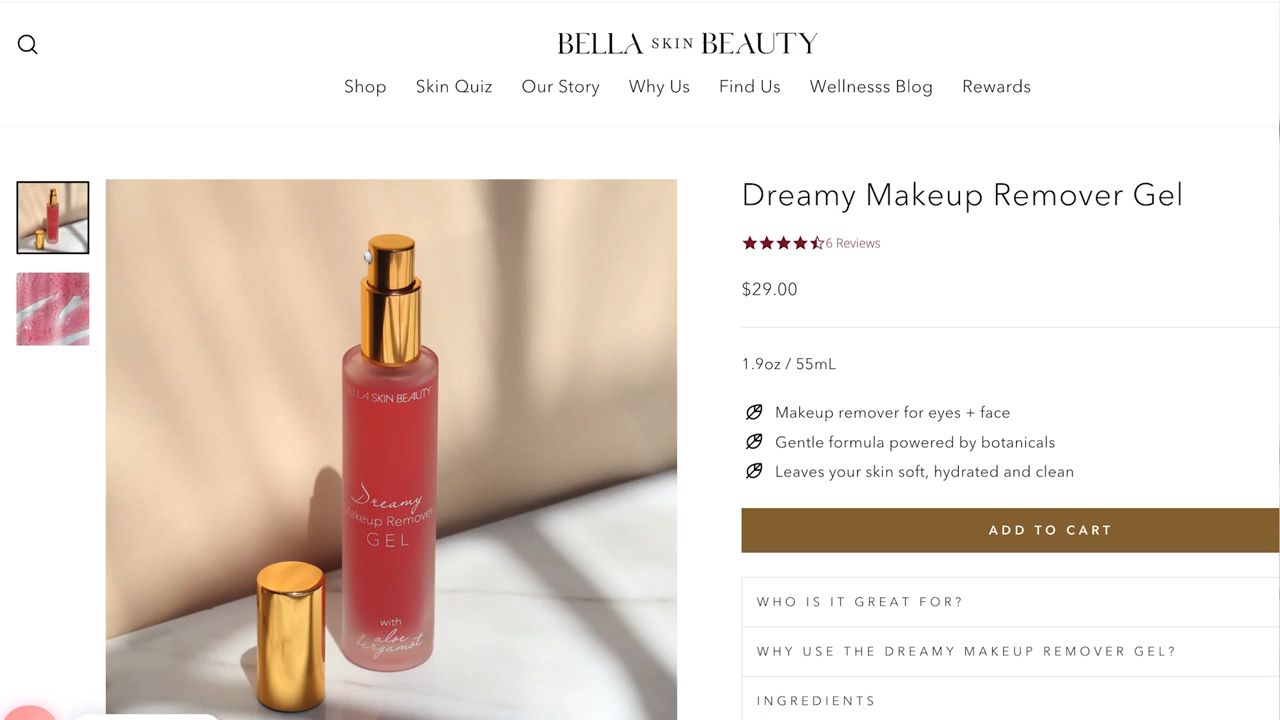 BELLA SKIN BEAUTY
Shop Skin Quiz Our Story Why Us Find Us Wellnesss Blog Rewards
Dreamy Makeup Remover Gel
6 Reviews
$29.00
1.9oz / 55mL
Makeup remover for eyes + face
Gentle formula powered by botanicals
Leaves your skin soft, hydrated and clean
ADD TO CART
WHO IS IT GREAT FOR?
WHY USE THE DREAMY MAKEUP REMOVER GEL?
INGREDIENTS
BELLA SKIN BEAUTY
Dreamy
Makeup Remover
GEL
with
aloe
bergamot